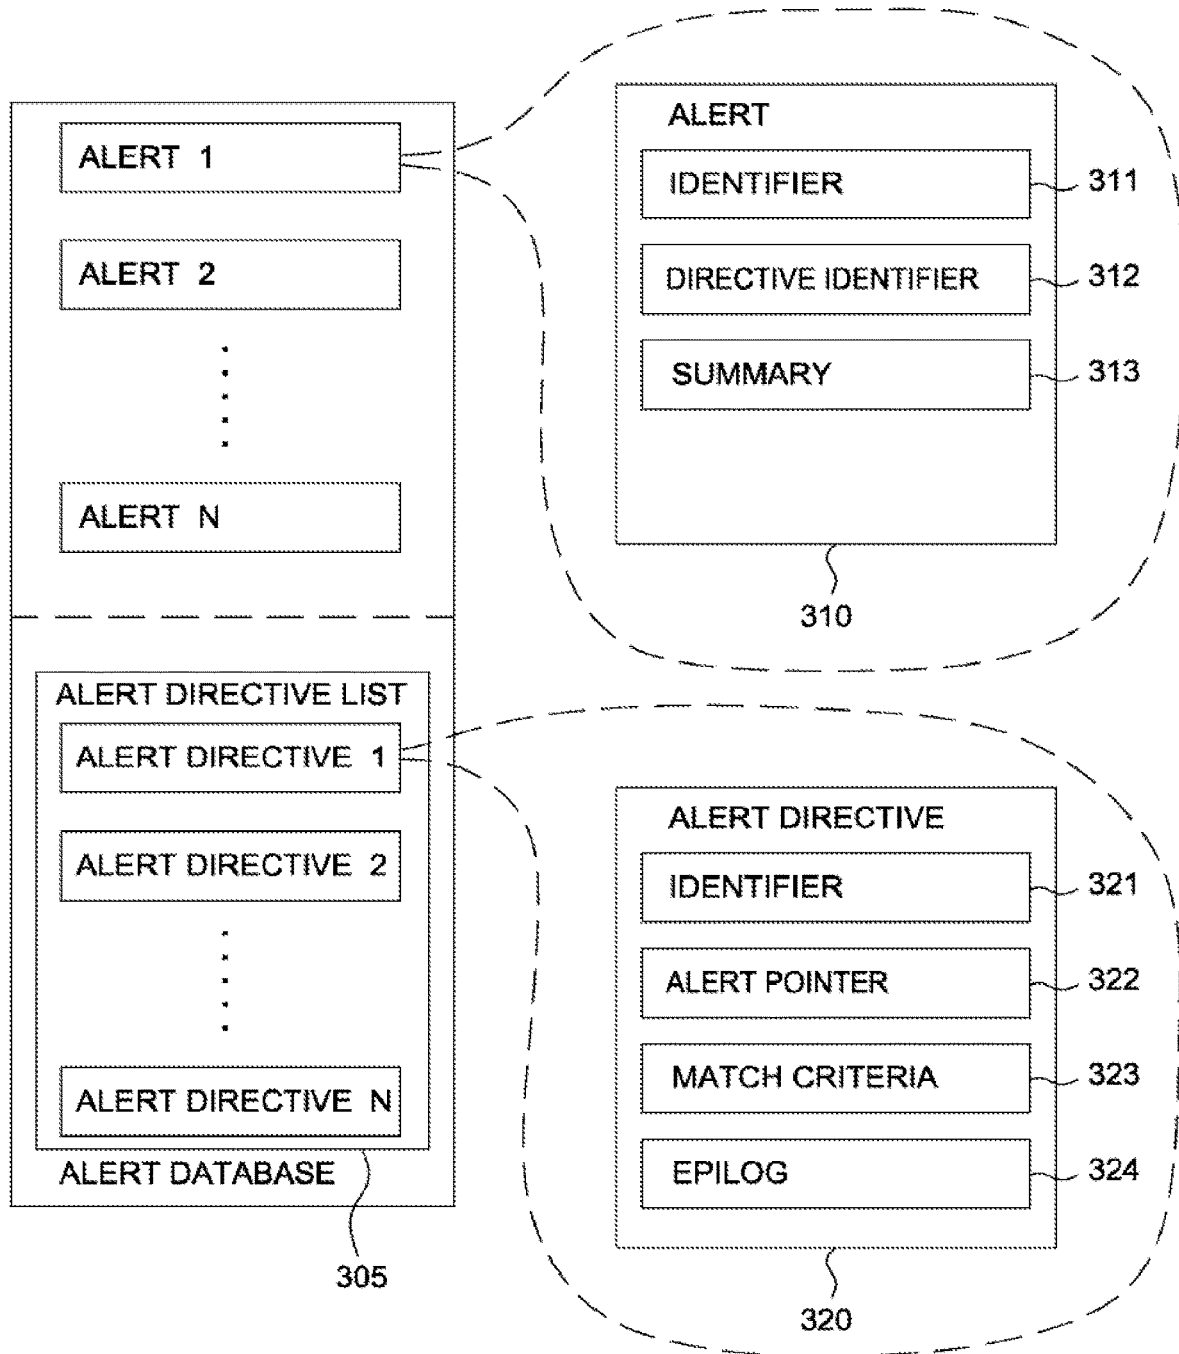 ALERT 1
ALERT 2
ALERT N
ALERT DIRECTIVE LIST
ALERT DIRECTIVE 1
ALERT DIRECTIVE 2
ALERT DIRECTIVE N
ALERT DATABASE
305
ALERT
IDENTIFIER 311
DIRECTIVE IDENTIFIER 312
SUMMARY 313
310
ALERT DIRECTIVE
IDENTIFIER 321
ALERT POINTER 322
MATCH CRITERIA 323
EPILOG 324
320